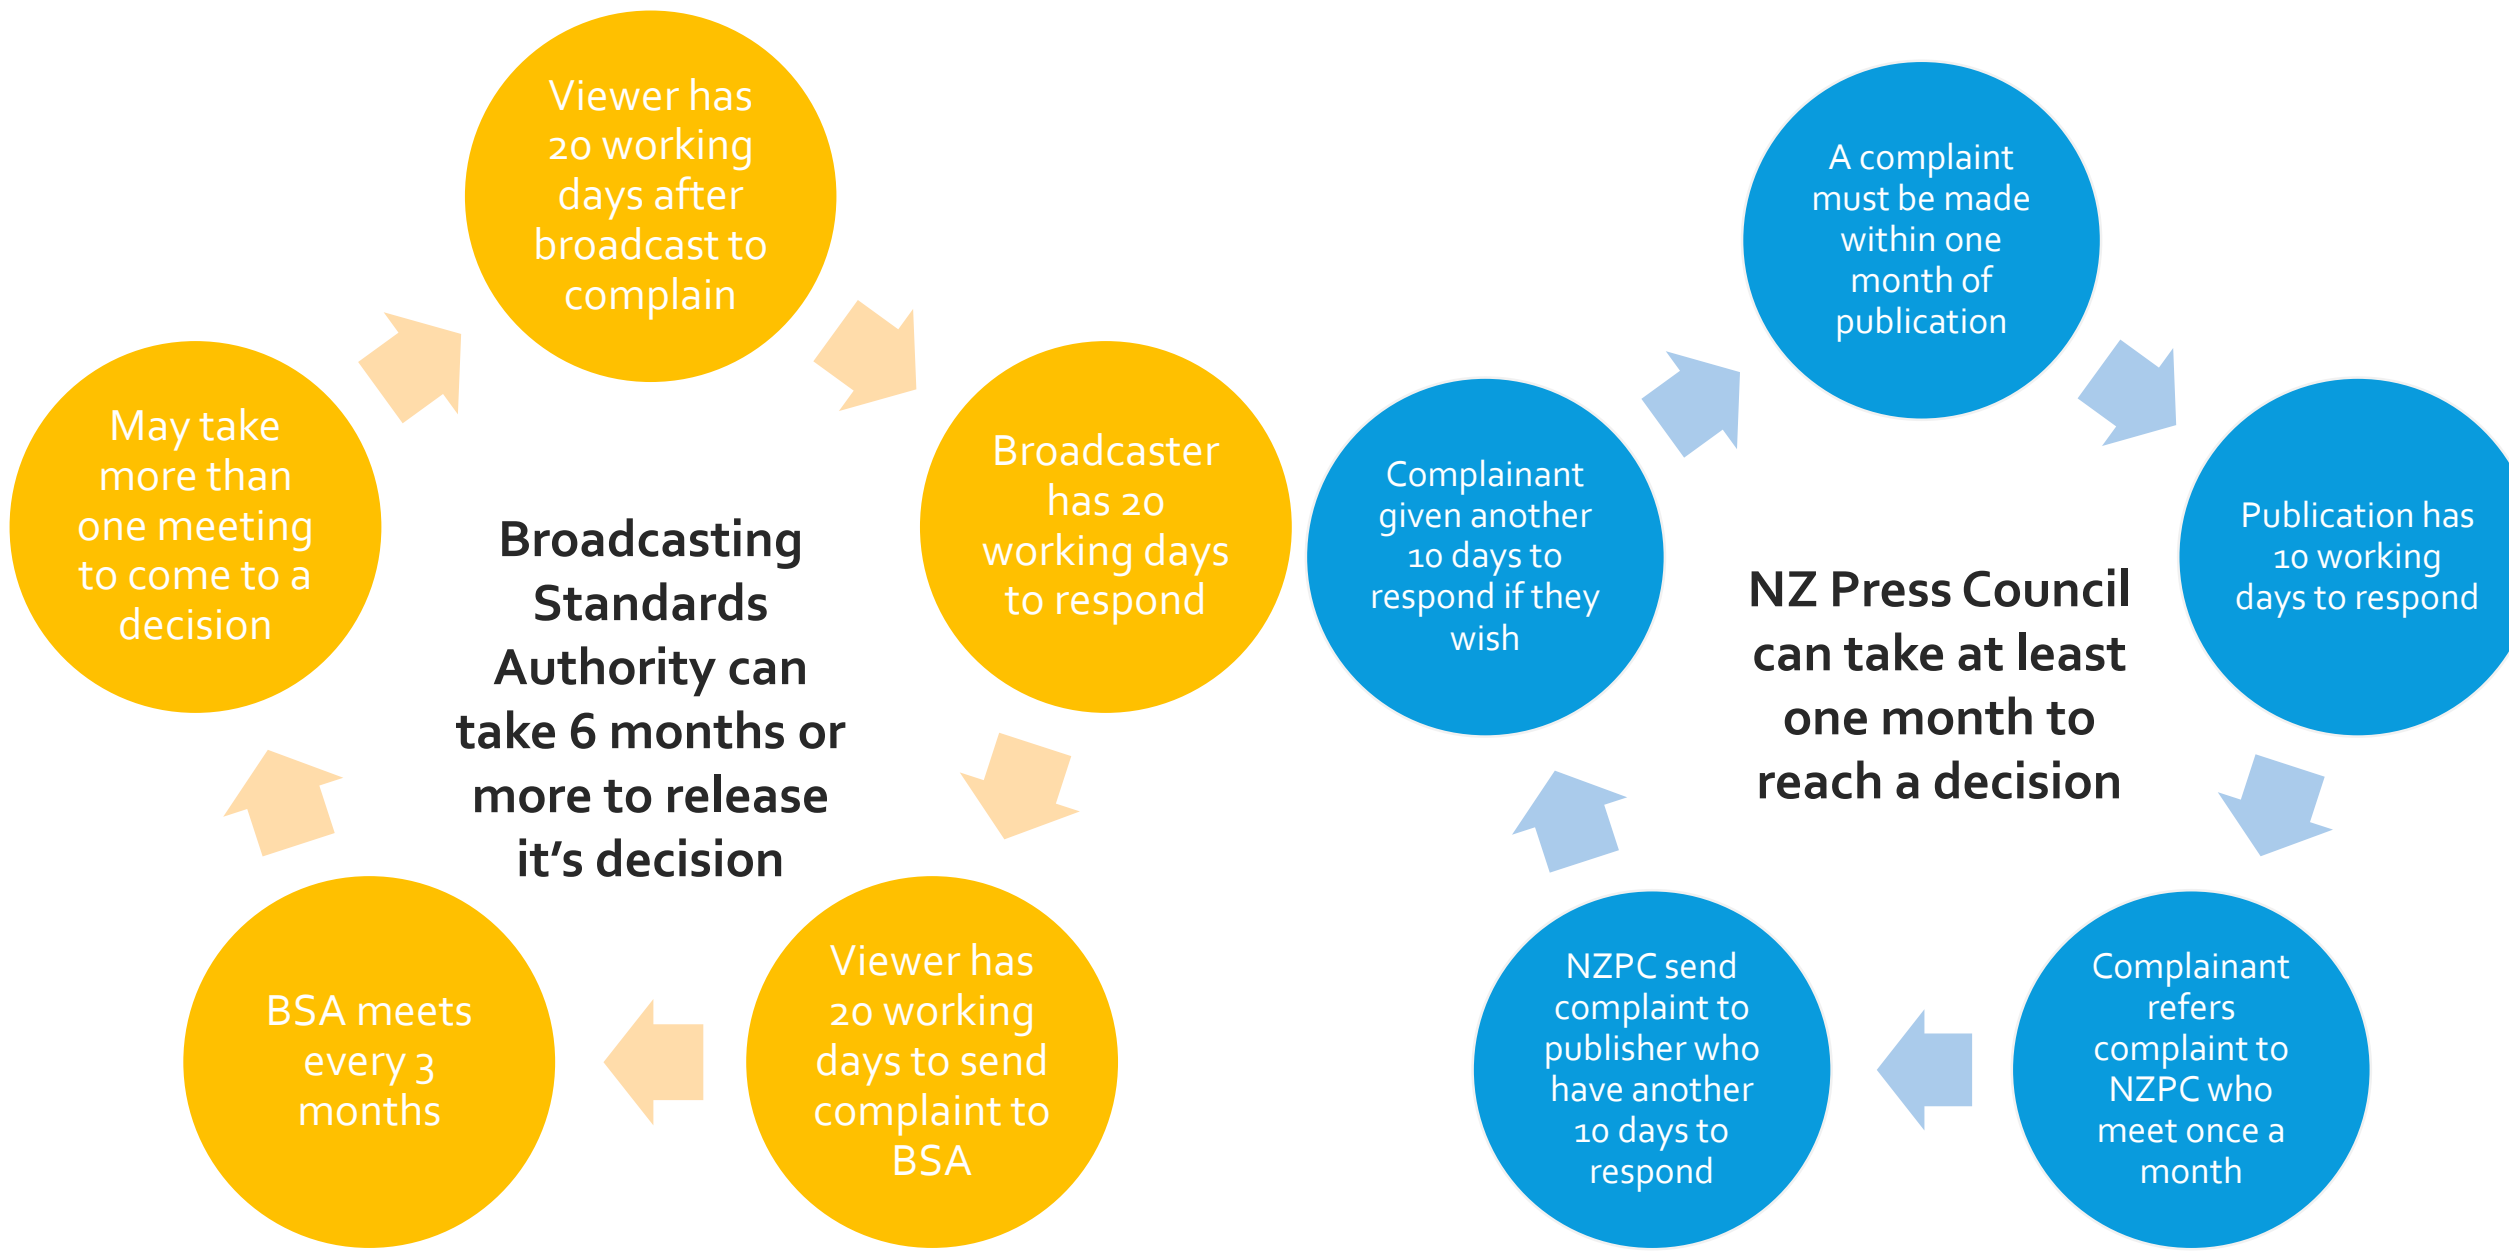 Viewer has
20 working
days after
broadcast to
complain
Broadcaster
has 20
working days
to respond
Viewer has
20 working
days to send
complaint to
BSA
BSA meets
every 3
months
May take
more than
one meeting
to come to a
decision
Broadcasting
Standards
Authority can
take 6 months or
more to release
it‘s decision
A complaint
must be made
within one
month of
publication
Publication has
10 working
days to respond
Complainant
refers
complaint to
NZPC who
meet once a
month
NZPC send
complaint to
publisher who
have another
10 days to
respond
Complainant
given another
10 days to
respond if they
wish
NZ Press Council
can take at least
one month to
reach a decision